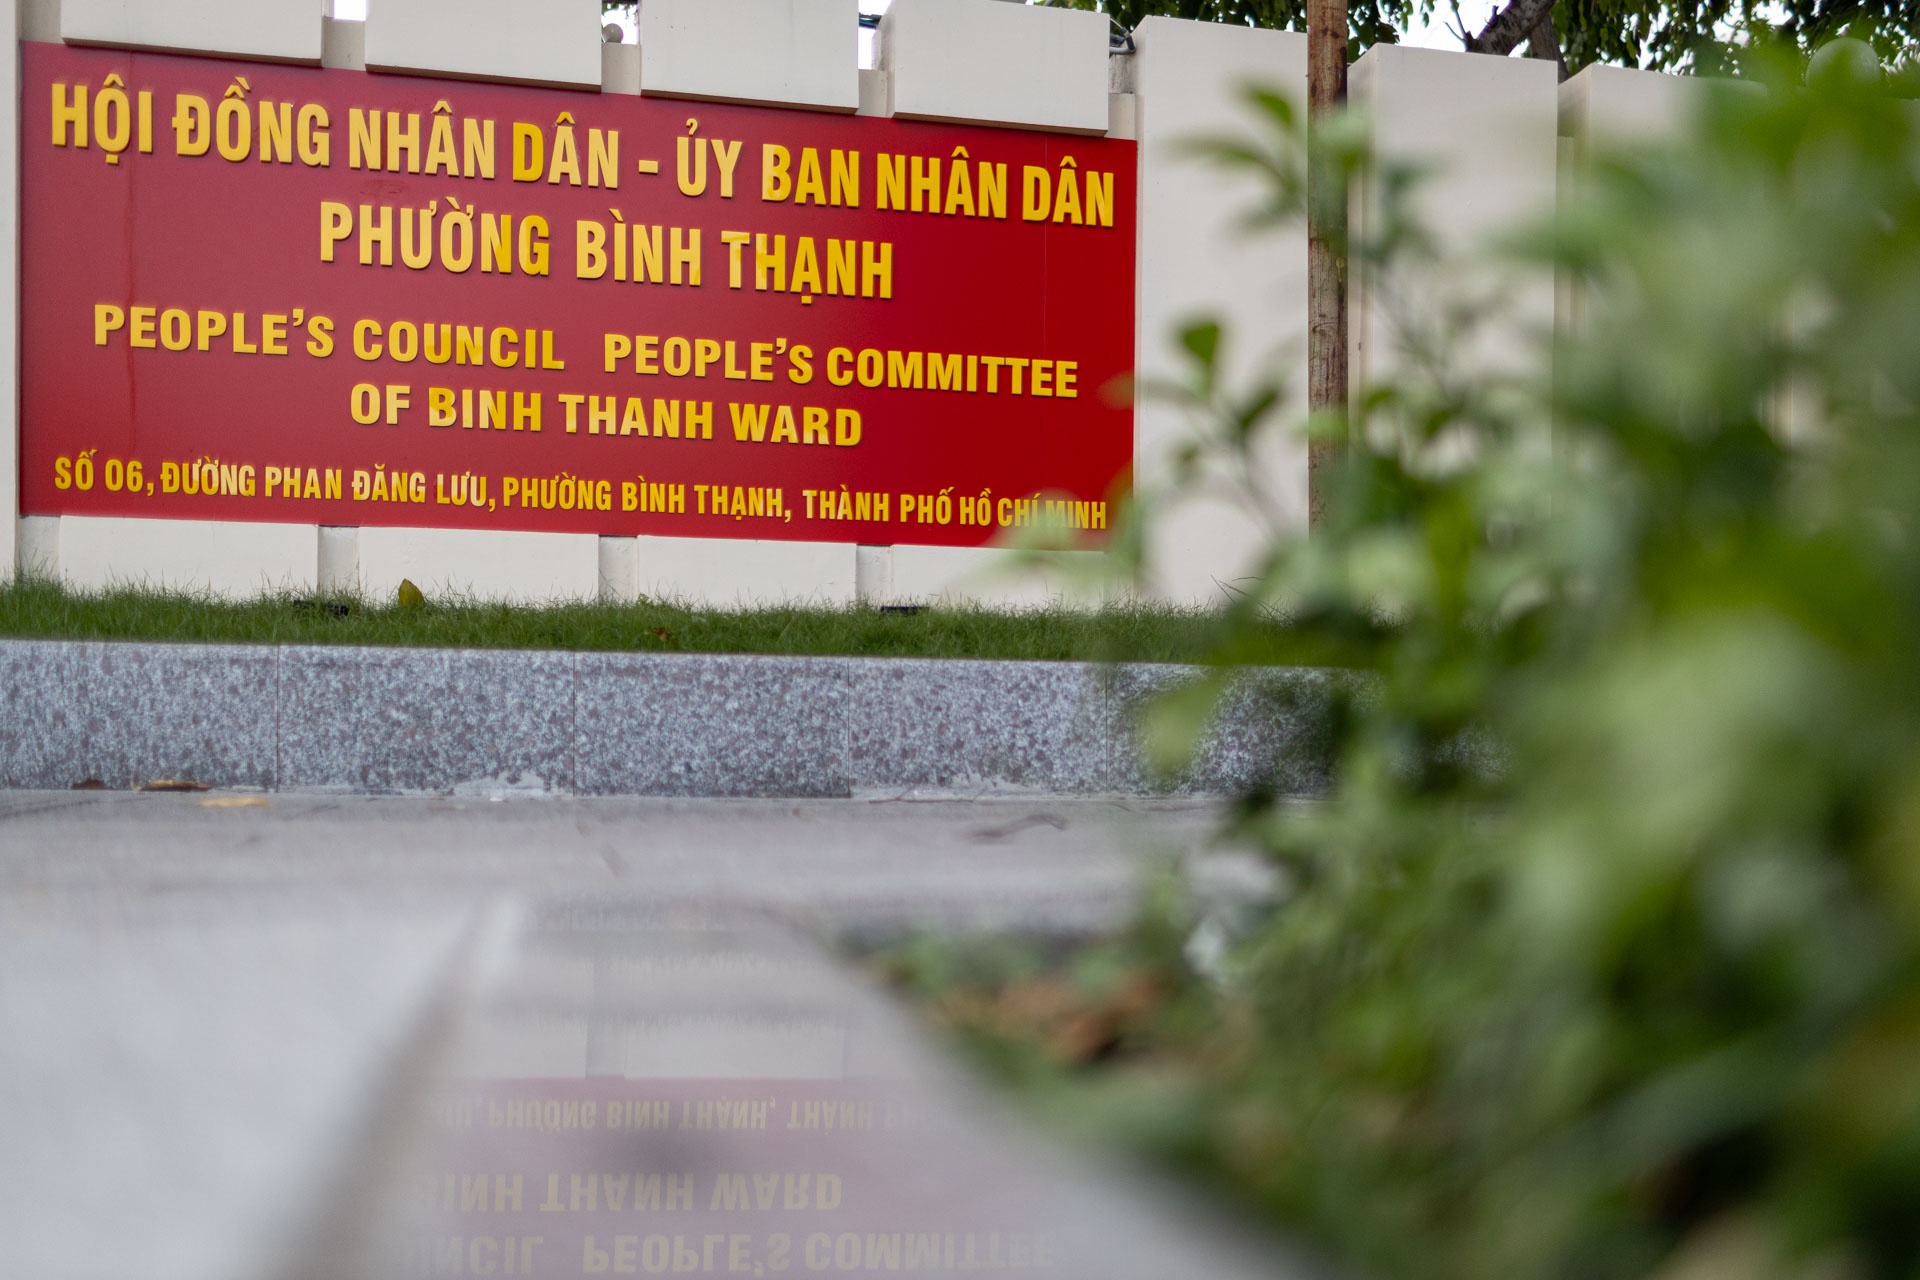 HỘI ĐỒNG NHÂN DÂN - ỦY BAN NHÂN DÂN
PHƯỜNG BÌNH THẠNH
PEOPLE'S COUNCIL PEOPLE'S COMMITTEE
OF BINH THANH WARD
SỐ 06, ĐƯỜNG PHAN ĐĂNG LƯU, PHƯỜNG BÌNH THẠNH, THÀNH PHỐ HỒ CHÍ MINH